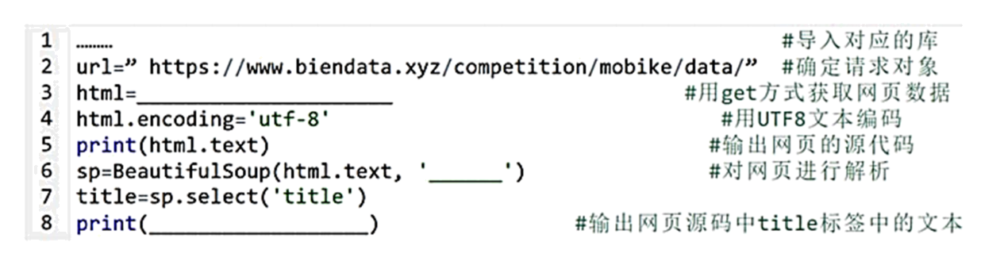 1 ……… #导入对应的库
2 url=” https://www.biendata.xyz/competition/mobike/data/” #确定请求对象
3 html=____________________ #用get方式获取网页数据
4 html.encoding='utf-8' #用UTF8文本编码
5 print(html.text) #输出网页的源代码
6 sp=BeautifulSoup(html.text, '______') #对网页进行解析
7 title=sp.select('title')
8 print(__________________) #输出网页源码中title标签中的文本